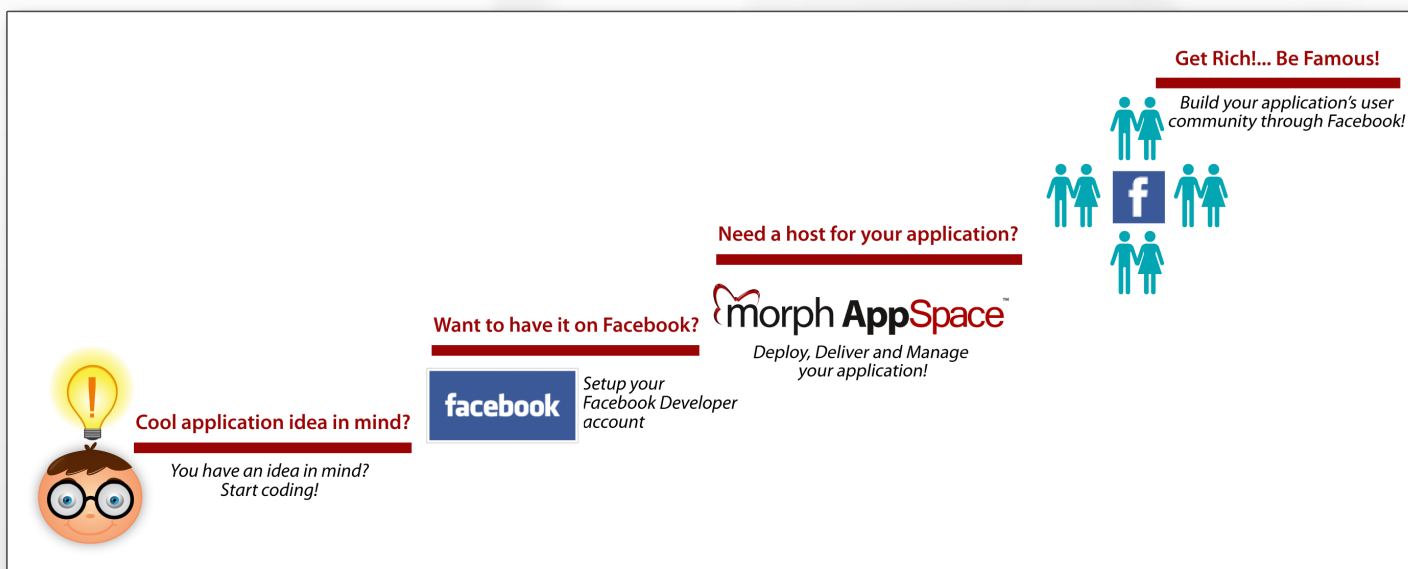 Cool application idea in mind?
You have an idea in mind?
Start coding!
Want to have it on Facebook?
facebook
Setup your
Facebook Developer
account
Need a host for your application?
morph AppSpace™
Deploy, Deliver and Manage
your application!
Get Rich!... Be Famous!
Build your application's user
community through Facebook!
f